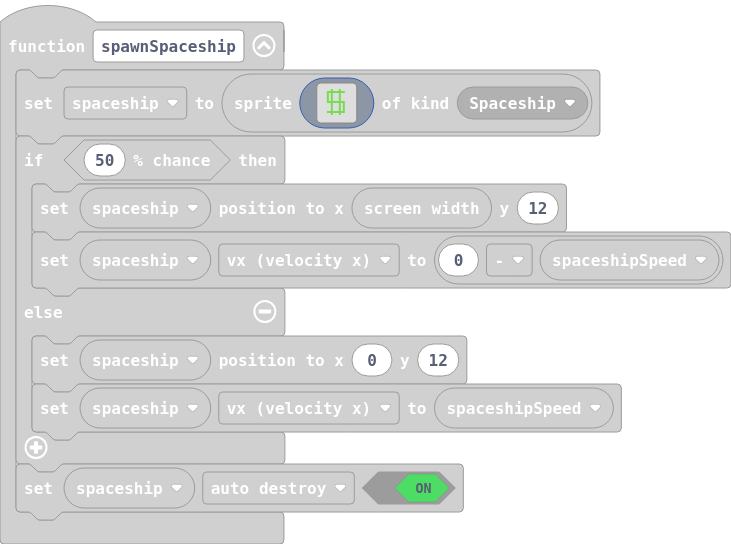 function spawnSpaceship
set spaceship to sprite of kind Spaceship
if 50 % chance then
set spaceship position to x screen width y 12
set spaceship vx (velocity x) to 0 - spaceshipSpeed
else
set spaceship position to x 0 y 12
set spaceship vx (velocity x) to spaceshipSpeed
set spaceship auto destroy ON